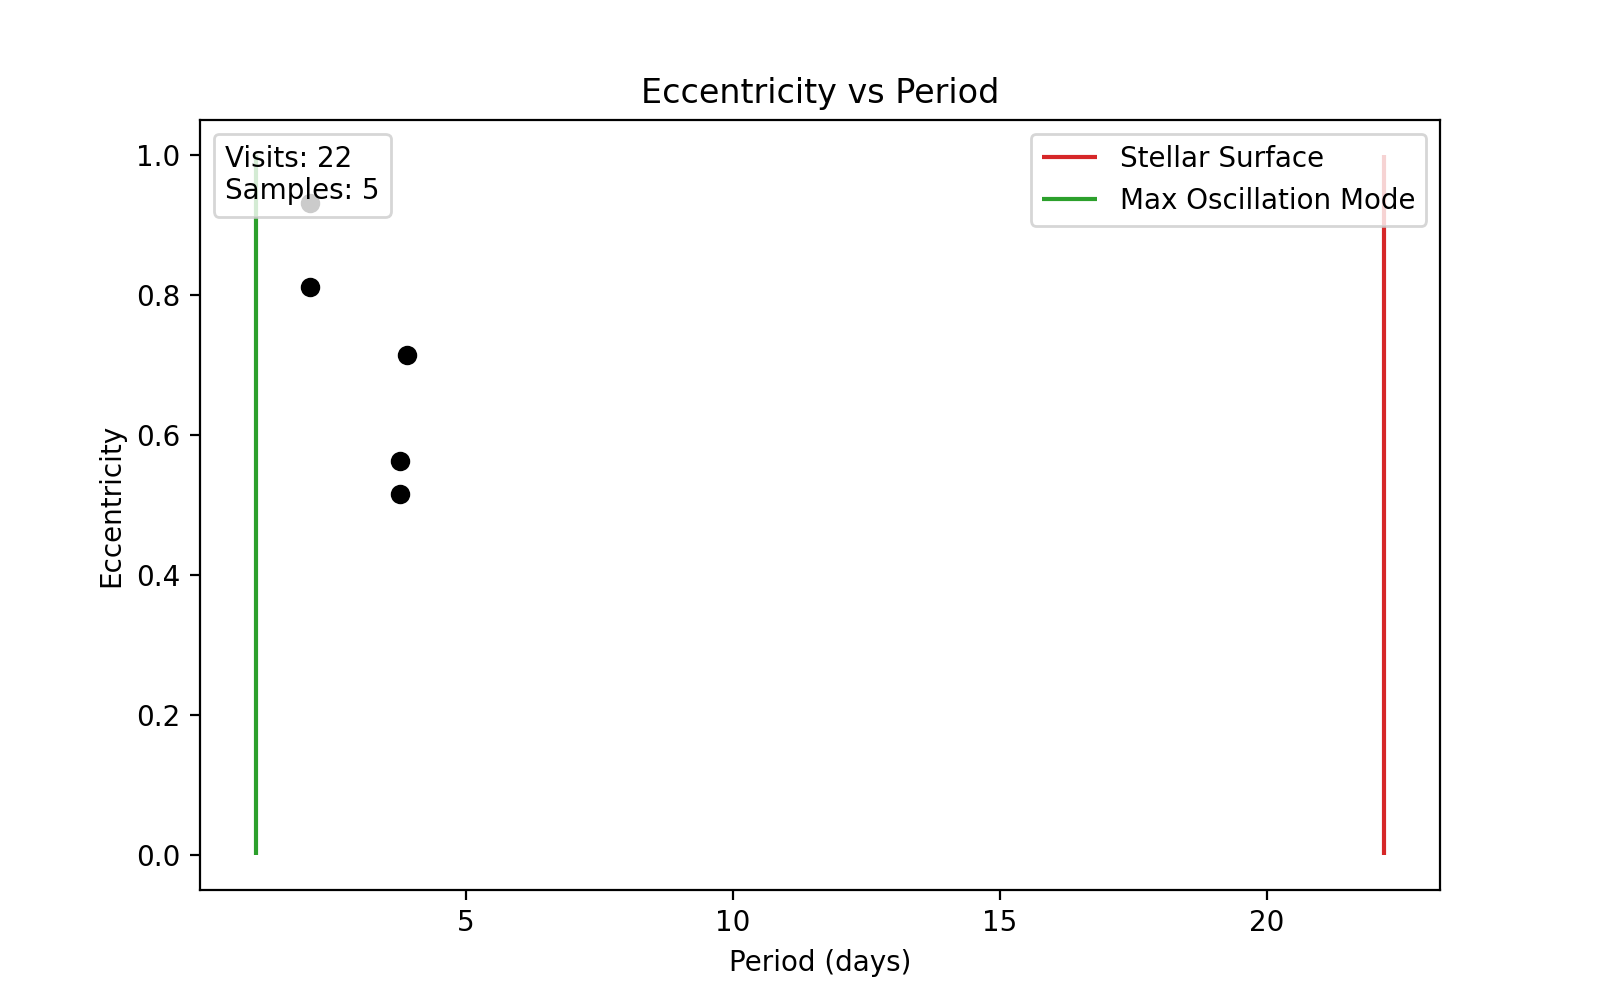 Eccentricity vs Period
Visits: 22
Samples: 5
Stellar Surface
Max Oscillation Mode
1.0
0.8
0.6
0.4
0.2
0.0
Eccentricity
5
10
15
20
Period (days)